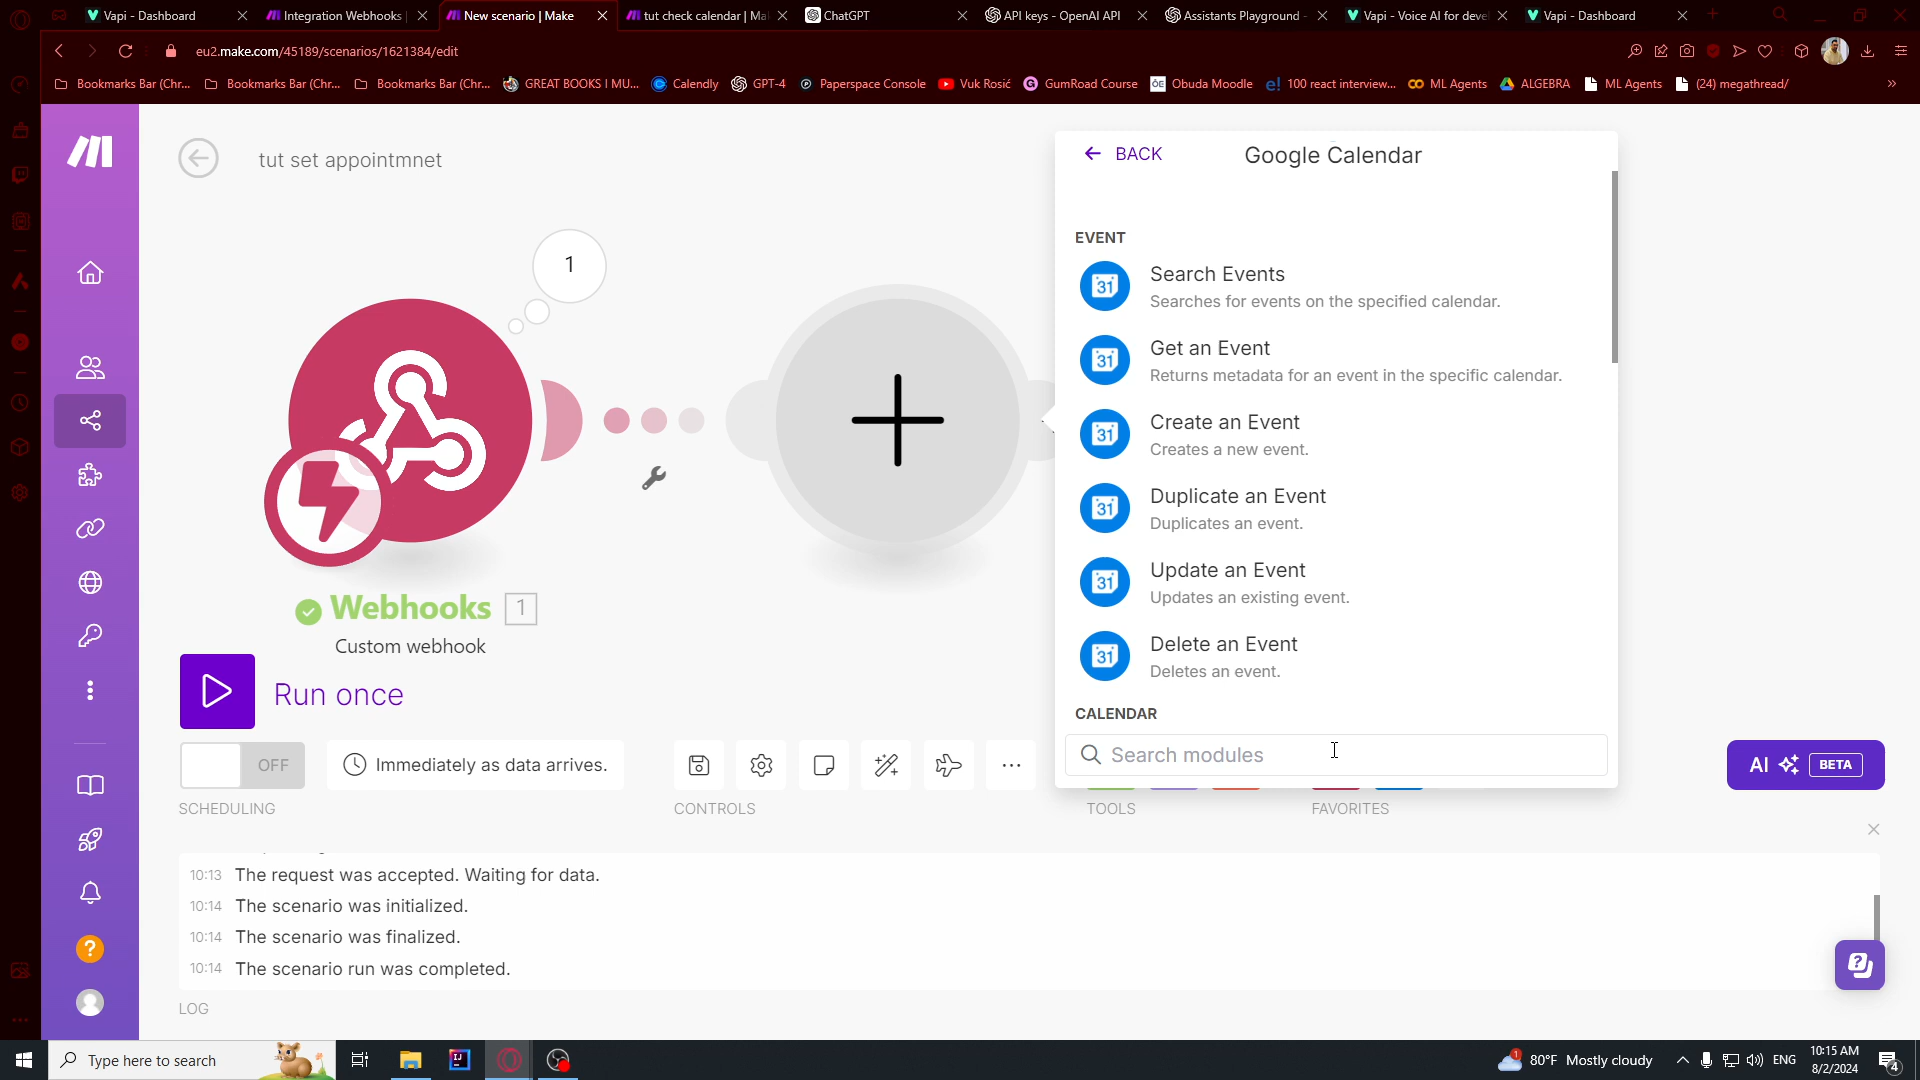 Vapi - Dashboard
Integration Webhooks |
New scenario | Make
tut check calendar | Ma
ChatGPT
API keys - OpenAI API
Assistants Playground -
Vapi - Voice AI for deve
Vapi - Dashboard
eu2.make.com/45189/scenarios/1621384/edit
Bookmarks Bar (Chr...
Bookmarks Bar (Chr...
Bookmarks Bar (Chr...
GREAT BOOKS I MU...
Calendly
GPT-4
Paperspace Console
Vuk Rosić
GumRoad Course
Obuda Moodle
100 react interview...
ML Agents
ALGEBRA
ML Agents
(24) megathread/
tut set appointmnet
BACK
Google Calendar
EVENT
Search Events
Searches for events on the specified calendar.
Get an Event
Returns metadata for an event in the specific calendar.
Create an Event
Creates a new event.
Duplicate an Event
Duplicates an event.
Update an Event
Updates an existing event.
Delete an Event
Deletes an event.
CALENDAR
Search modules
1
Webhooks 1
Custom webhook
Run once
OFF
Immediately as data arrives.
AI BETA
SCHEDULING
CONTROLS
TOOLS
FAVORITES
10:13 The request was accepted. Waiting for data.
10:14 The scenario was initialized.
10:14 The scenario was finalized.
10:14 The scenario run was completed.
LOG
Type here to search
80°F Mostly cloudy
ENG
10:15 AM
8/2/2024
4